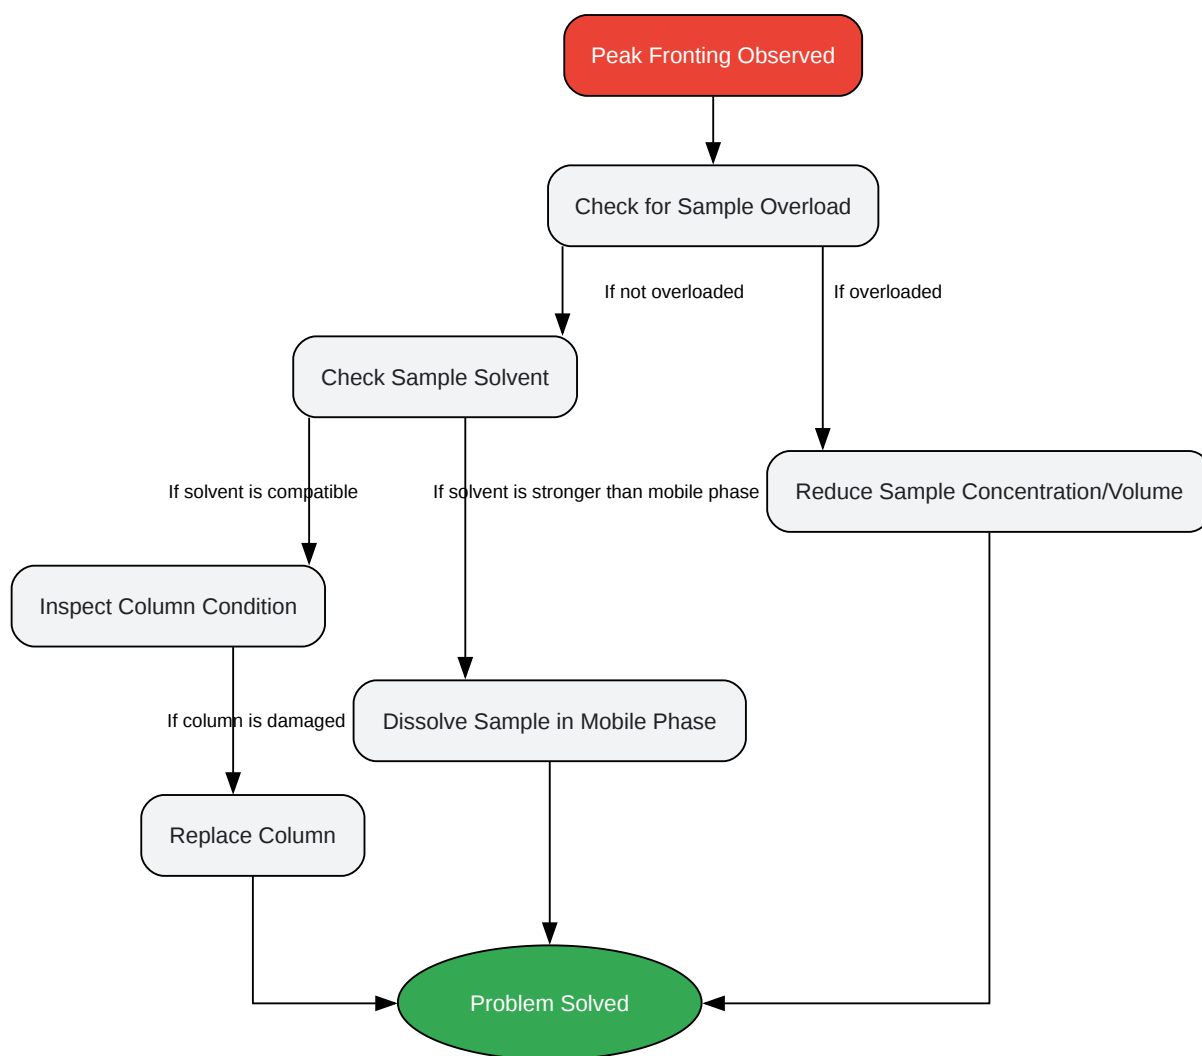 Peak Fronting Observed
Check for Sample Overload
If not overloaded
If overloaded
Check Sample Solvent
If solvent is compatible
If solvent is stronger than mobile phase
Reduce Sample Concentration/Volume
Inspect Column Condition
If column is damaged
Dissolve Sample in Mobile Phase
Replace Column
Problem Solved